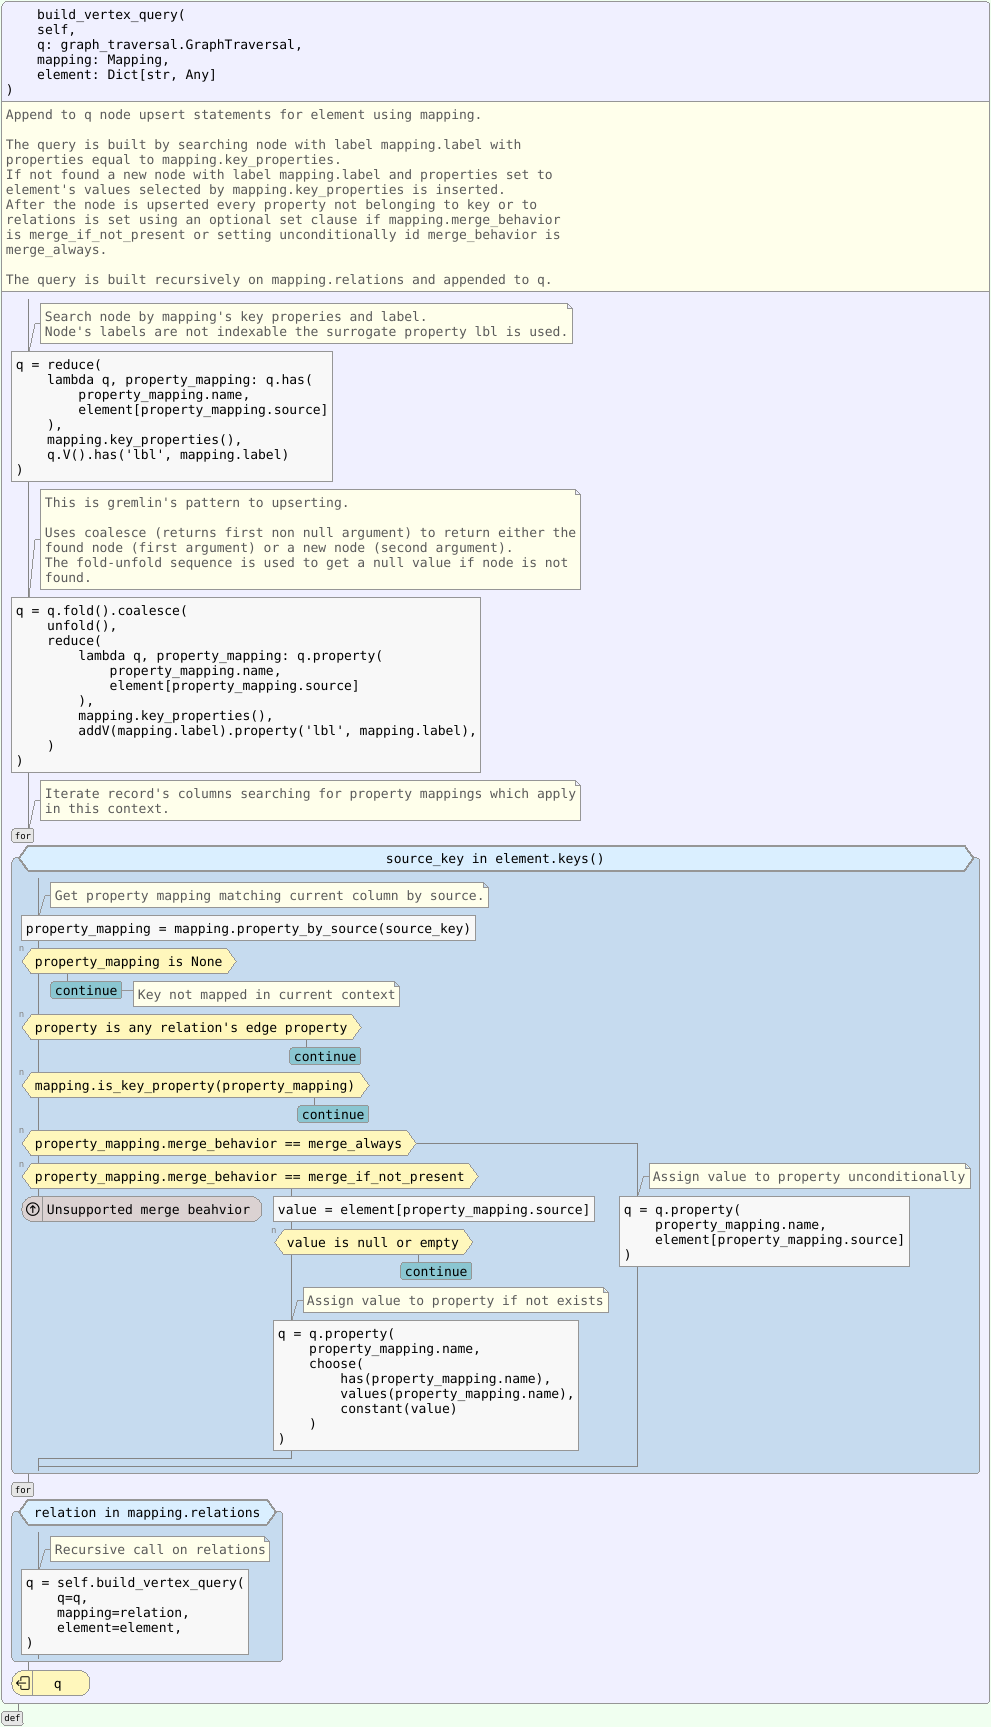 build_vertex_query(
self,
q: graph_traversal.GraphTraversal,
mapping: Mapping,
element: Dict[str, Any]
)
Append to q node upsert statements for element using mapping.
The query is built by searching node with label mapping.label with
properties equal to mapping.key_properties.
If not found a new node with label mapping.label and properties set to
element's values selected by mapping.key_properties is inserted.
After the node is upserted every property not belonging to key or to
relations is set using an optional set clause if mapping.merge_behavior
is merge_if_not_present or setting unconditionally id merge_behavior is
merge_always.
The query is built recursively on mapping.relations and appended to q.
Search node by mapping's key properies and label.
Node's labels are not indexable the surrogate property lbl is used.
q = reduce(
lambda q, property_mapping: q.has(
property_mapping.name,
element[property_mapping.source]
),
mapping.key_properties(),
q.V().has('lbl', mapping.label)
)
This is gremlin's pattern to upserting.
Uses coalesce (returns first non null argument) to return either the
found node (first argument) or a new node (second argument).
The fold-unfold sequence is used to get a null value if node is not
found.
q = q.fold().coalesce(
unfold(),
reduce(
lambda q, property_mapping: q.property(
property_mapping.name,
element[property_mapping.source]
),
mapping.key_properties(),
addV(mapping.label).property('lbl', mapping.label),
)
)
Iterate record's columns searching for property mappings which apply
in this context.
for
source_key in element.keys()
Get property mapping matching current column by source.
property_mapping = mapping.property_by_source(source_key)
n
property_mapping is None
continue
Key not mapped in current context
n
property is any relation's edge property
continue
n
mapping.is_key_property(property_mapping)
continue
n
property_mapping.merge_behavior == merge_always
n
property_mapping.merge_behavior == merge_if_not_present
Assign value to property unconditionally
Unsupported merge beahvior
value = element[property_mapping.source]
q = q.property(
property_mapping.name,
element[property_mapping.source]
)
n
value is null or empty
continue
Assign value to property if not exists
q = q.property(
property_mapping.name,
choose(
has(property_mapping.name),
values(property_mapping.name),
constant(value)
)
)
for
relation in mapping.relations
Recursive call on relations
q = self.build_vertex_query(
q=q,
mapping=relation,
element=element,
)
q
def